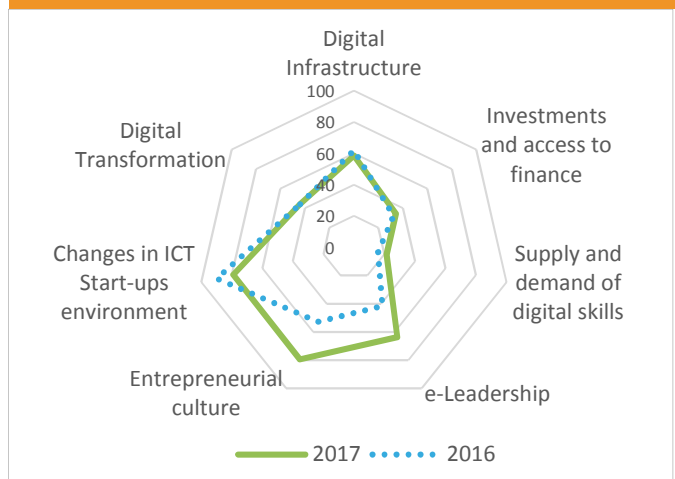 Digital
Infrastructure
100
80
60
40
20
0
Investments
and access to
finance
Supply and
demand of
digital skills
e-Leadership
Entrepreneurial
culture
Changes in ICT
Start-ups
environment
Digital
Transformation
2017
2016